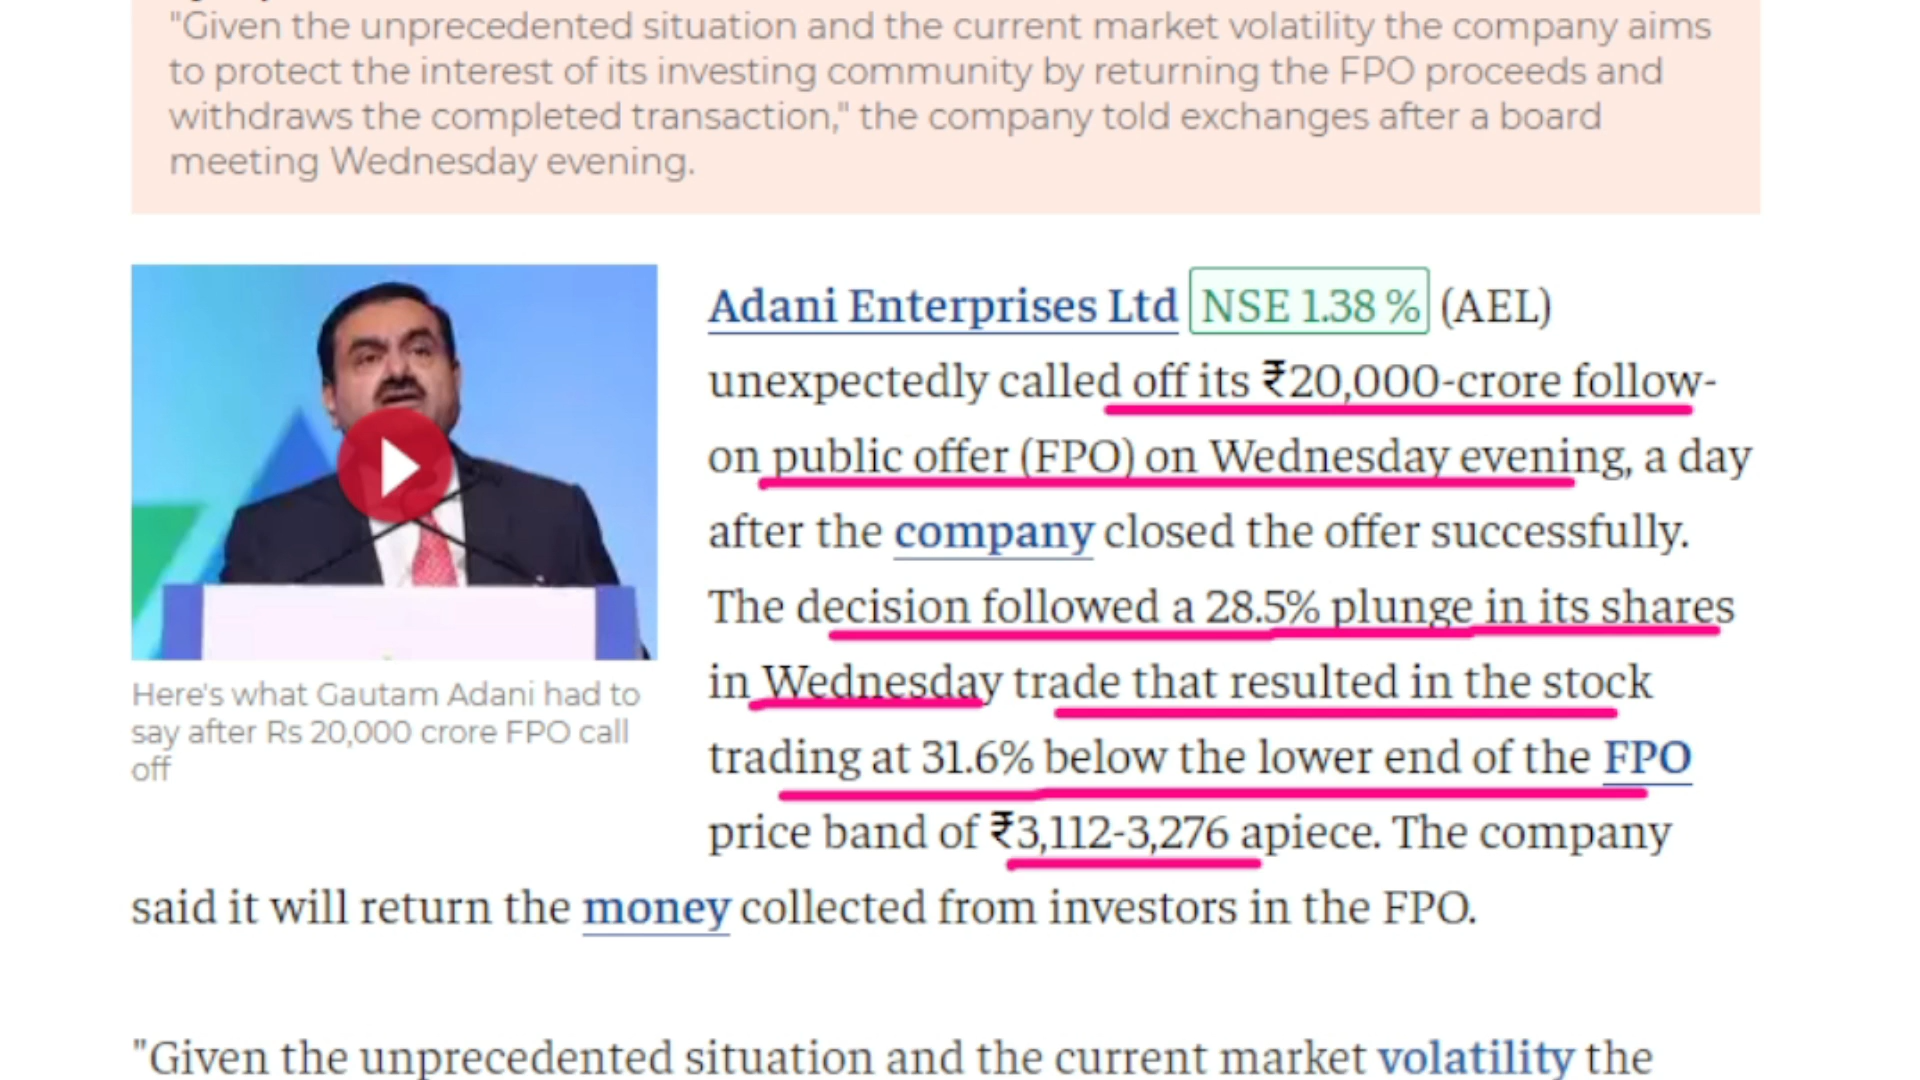 "Given the unprecedented situation and the current market volatility the company aims
to protect the interest of its investing community by returning the FPO proceeds and
withdraws the completed transaction," the company told exchanges after a board
meeting Wednesday evening.
Here's what Gautam Adani had to
say after Rs 20,000 crore FPO call
off
Adani Enterprises Ltd NSE 1.38 % (AEL)
unexpectedly called off its ₹20,000-crore follow-
on public offer (FPO) on Wednesday evening, a day
after the company closed the offer successfully.
The decision followed a 28.5% plunge in its shares
in Wednesday trade that resulted in the stock
trading at 31.6% below the lower end of the FPO
price band of ₹3,112-3,276 apiece. The company
said it will return the money collected from investors in the FPO.
"Given the unprecedented situation and the current market volatility the